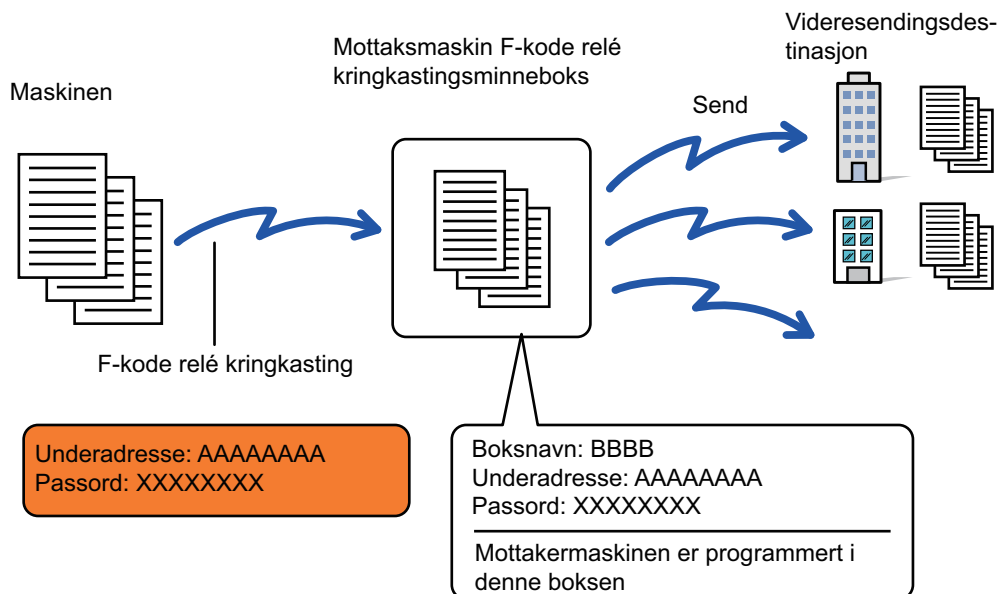 Maskinen
Mottaksmaskin F-kode relé
kringkastingsminneboks
Videresendingsdes-
tinasjon
Send
F-kode relé kringkasting
Underadresse: AAAAAAAA
Passord: XXXXXXXX
Boksnavn: BBBB
Underadresse: AAAAAAAA
Passord: XXXXXXXX
Mottakermaskinen er programmert i
denne boksen